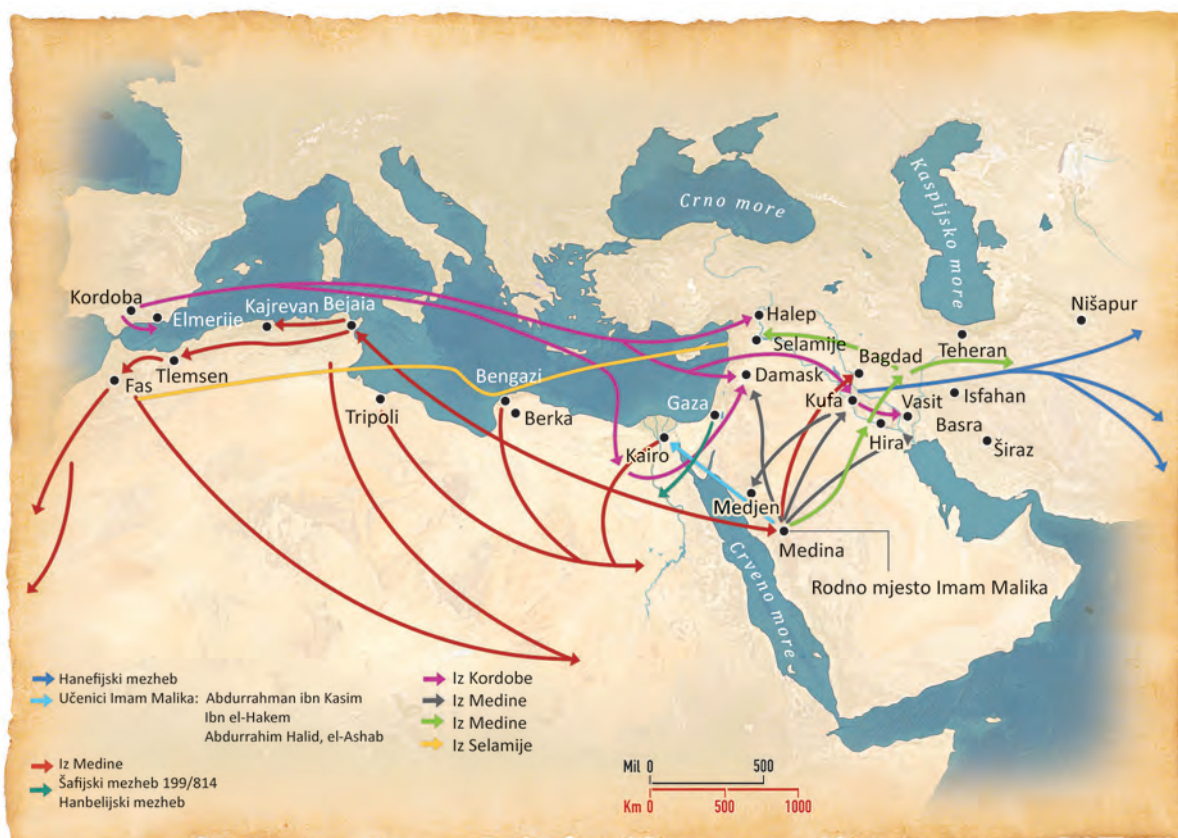 Crno more
Kaspijsko more
Kordoba
Elmerije
Kajrevan
Bejaia
Halep
Nišapur
Selamije
Teheran
Tlemsen
Fas
Bagdad
Bengazi
Damask
Tripoli
Berka
Gaza
Kufa
Vasit
Isfahan
Hira
Basra
Širaz
Kairo
Medjen
Medina
Crveno more
Rodno mjesto Imam Malika
Hanefijski mezheb
Učenici Imam Malika: Abdurrahman ibn Kasim
Ibn el-Hakem
Abdurrahim Halid, el-Ashab
Iz Medine
Šafijski mezheb 199/814
Hanbelijski mezheb
Iz Kordobe
Iz Medine
Iz Medine
Iz Selamije
Mil 0 500
Km 0 500 1000